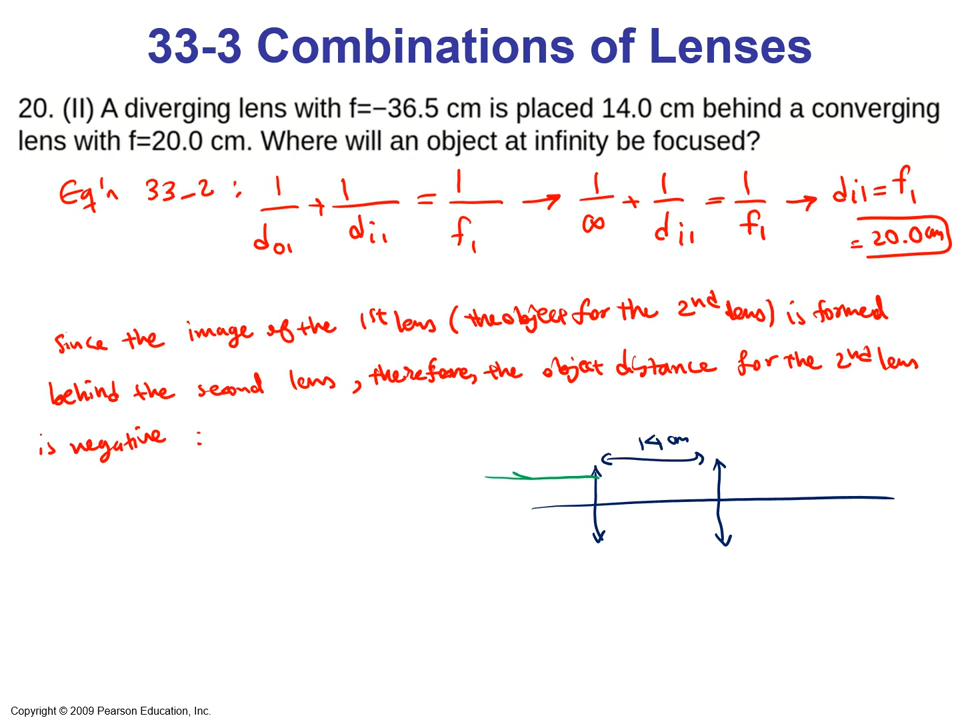 33-3 Combinations of Lenses
20. (II) A diverging lens with f=−36.5 cm is placed 14.0 cm behind a converging
lens with f=20.0 cm. Where will an object at infinity be focused?
Eq'n 33-2 : 1/do1 + 1/di1 = 1/f1 → 1/∞ + 1/di1 = 1/f1 → di1 = f1
= 20.0 cm
Since the image of the 1st lens (the object for the 2nd lens) is formed
behind the second lens, therefore, the object distance for the 2nd lens
is negative :
14 cm
Copyright © 2009 Pearson Education, Inc.